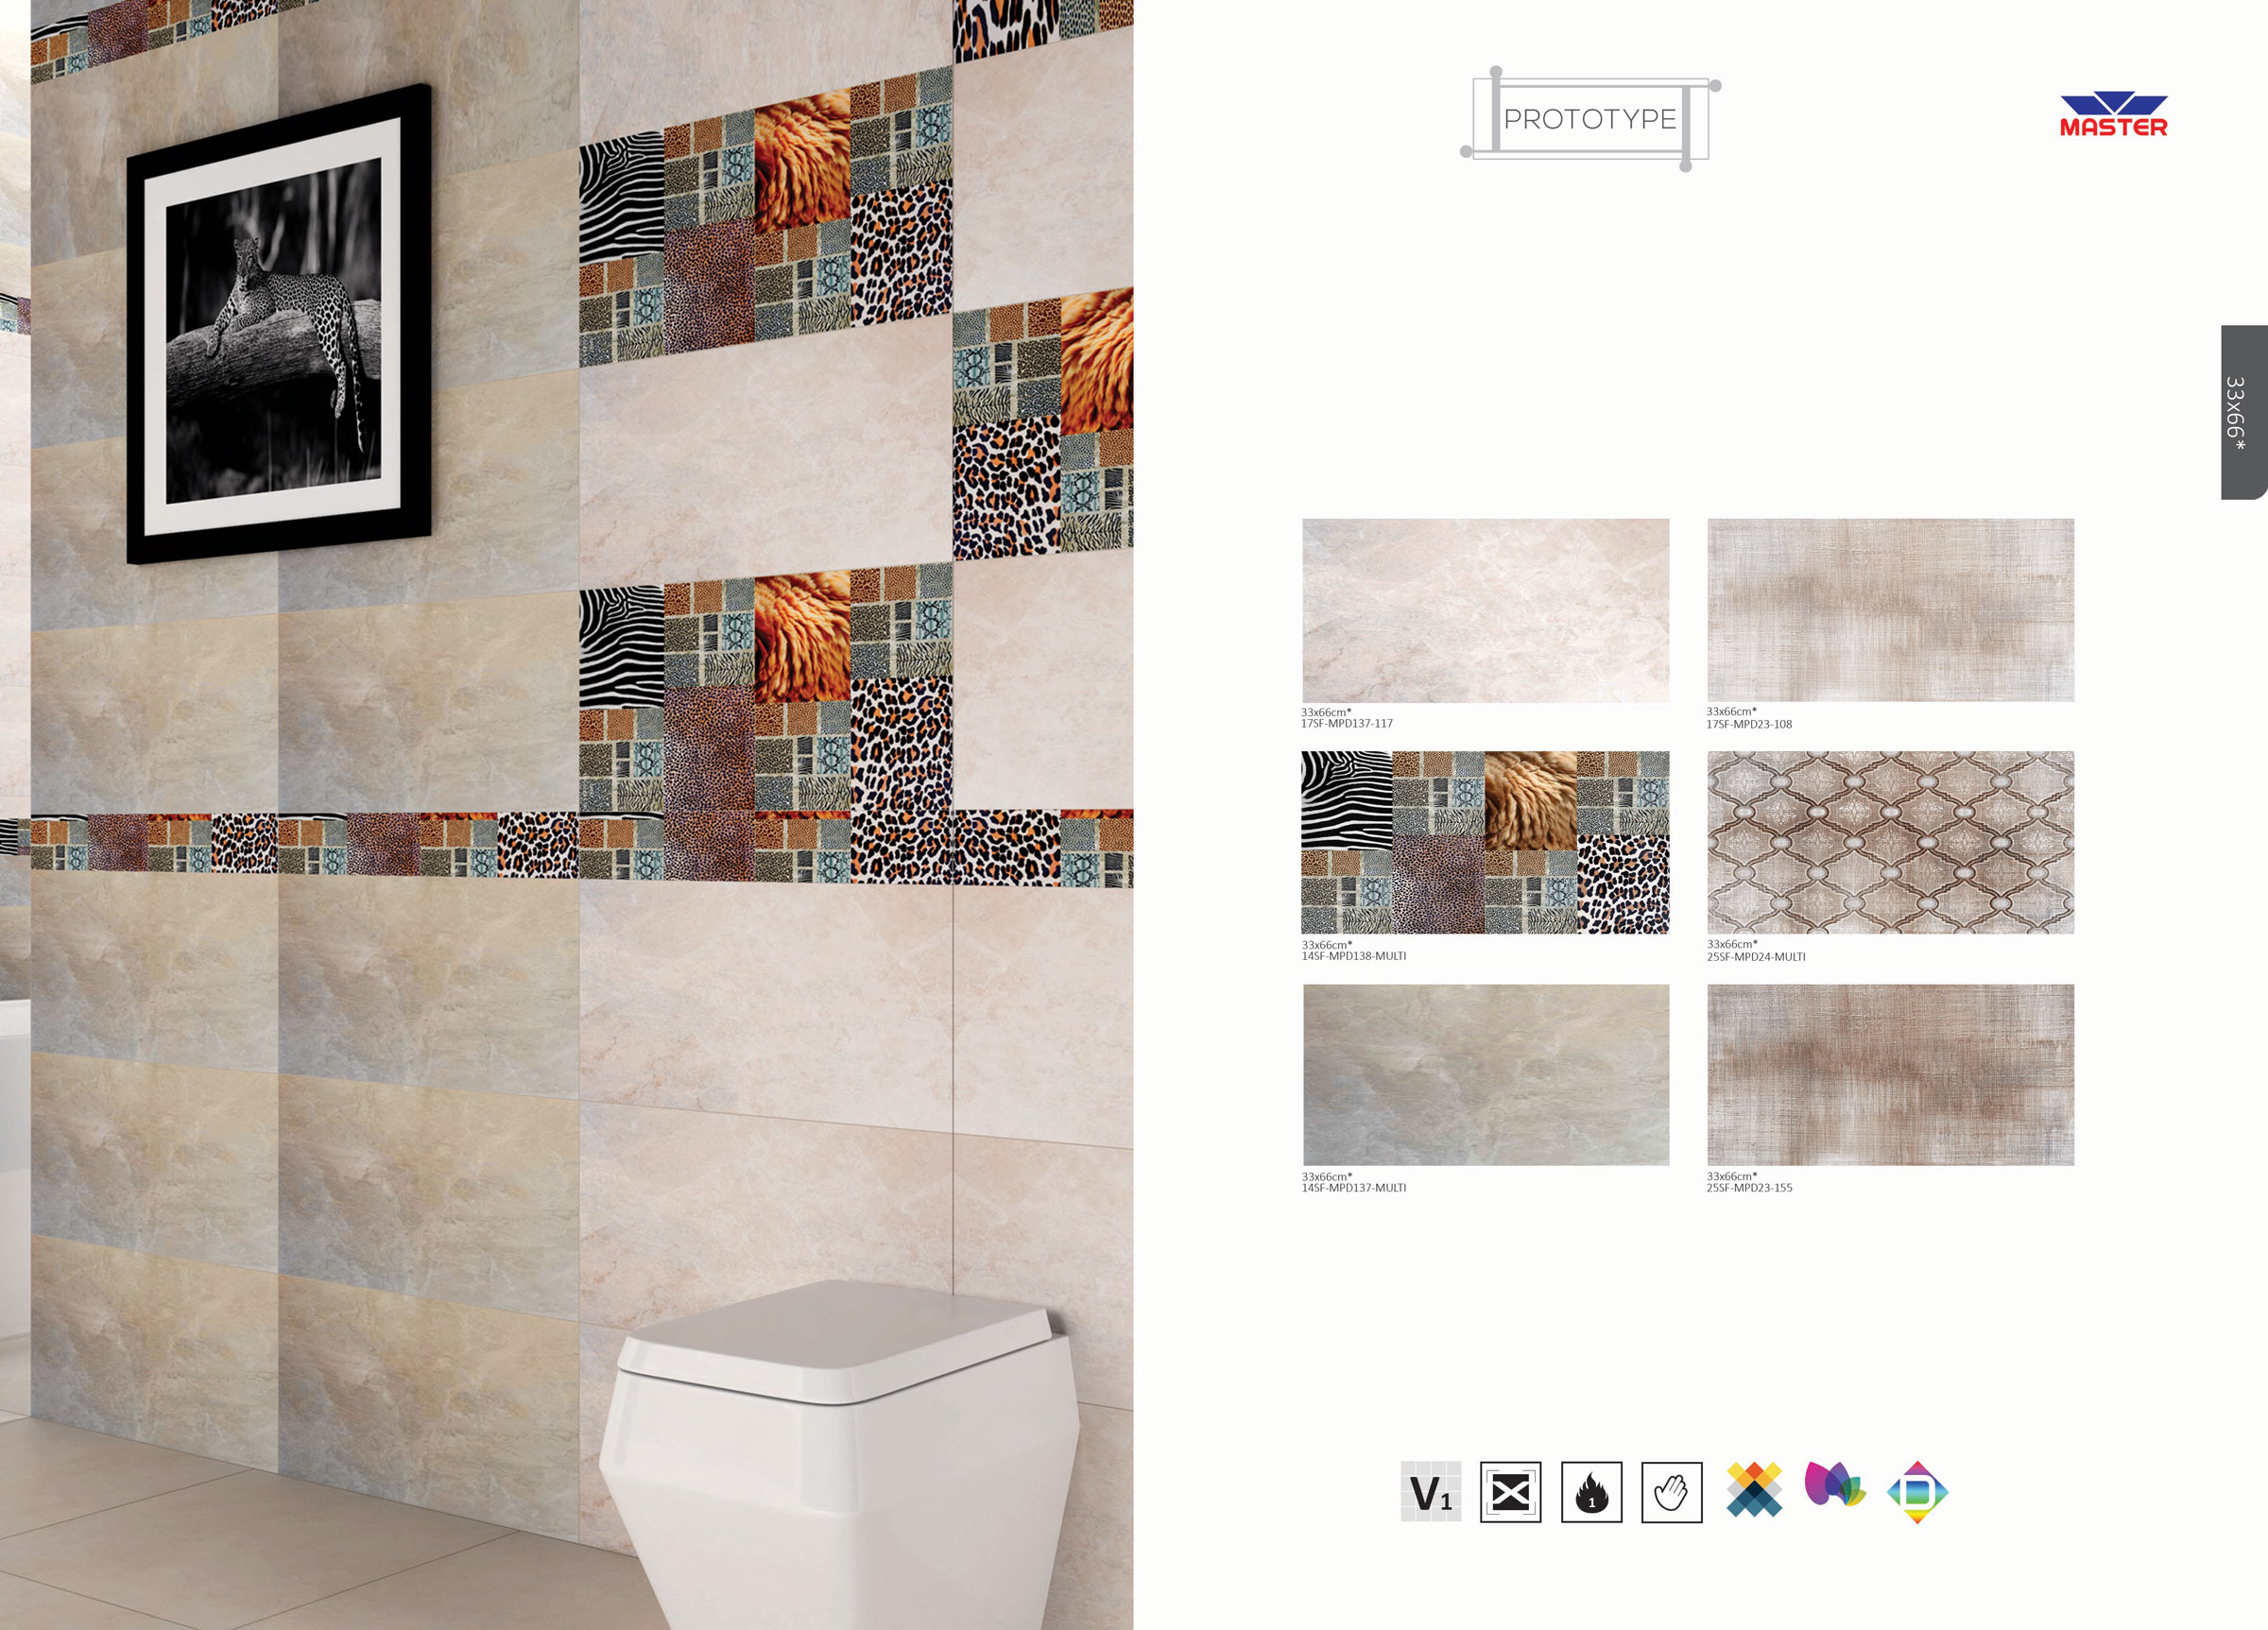 PROTOTYPE
MASTER
33x66*
33x66cm*
17SF-MPD137-117
33x66cm*
17SF-MPD23-108
33x66cm*
14SF-MPD138-MULTI
33x66cm*
25SF-MPD24-MULTI
33x66cm*
14SF-MPD137-MULTI
33x66cm*
25SF-MPD23-155
V1
1
D